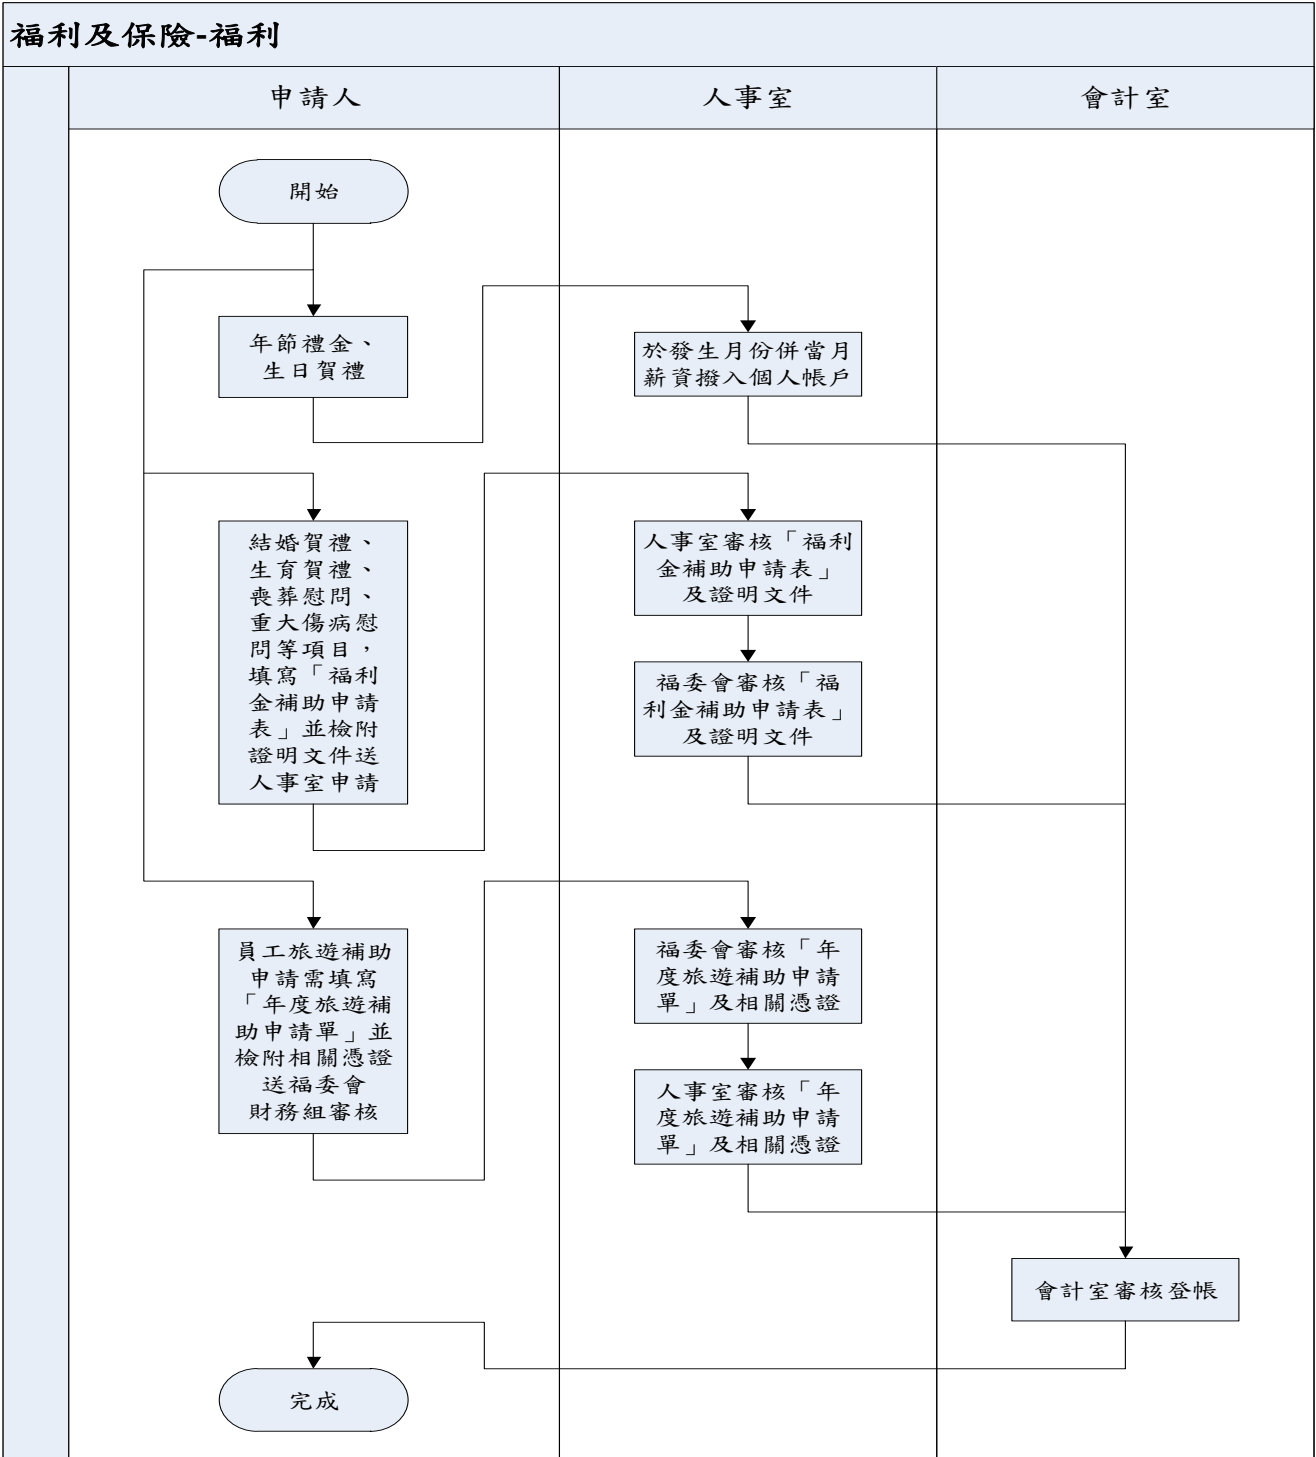 福利及保險-福利
申請人
人事室
會計室
開始
年節禮金、
生日賀禮
於發生月份併當月
薪資撥入個人帳戶
結婚賀禮、
生育賀禮、
喪葬慰問、
重大傷病慰
問等項目，
填寫「福利
金補助申請
表」並檢附
證明文件送
人事室申請
人事室審核「福利
金補助申請表」
及證明文件
福委會審核「福
利金補助申請表」
及證明文件
員工旅遊補助
申請需填寫
「年度旅遊補
助申請單」並
檢附相關憑證
送福委會
財務組審核
福委會審核「年
度旅遊補助申請
單」及相關憑證
人事室審核「年
度旅遊補助申請
單」及相關憑證
會計室審核登帳
完成